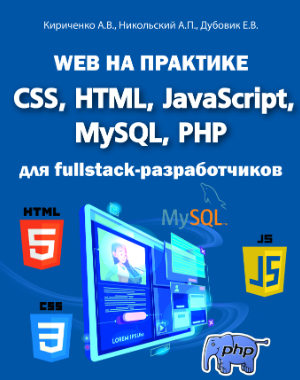 Кириченко А.В., Никольский А.П., Дубовик Е.В.
WEB НА ПРАКТИКЕ
CSS, HTML, JavaScript,
MySQL, PHP
для fullstack-разработчиков
HTML
5
MySQL
JS
JS
CSS
3
LOREM IPSUM
php